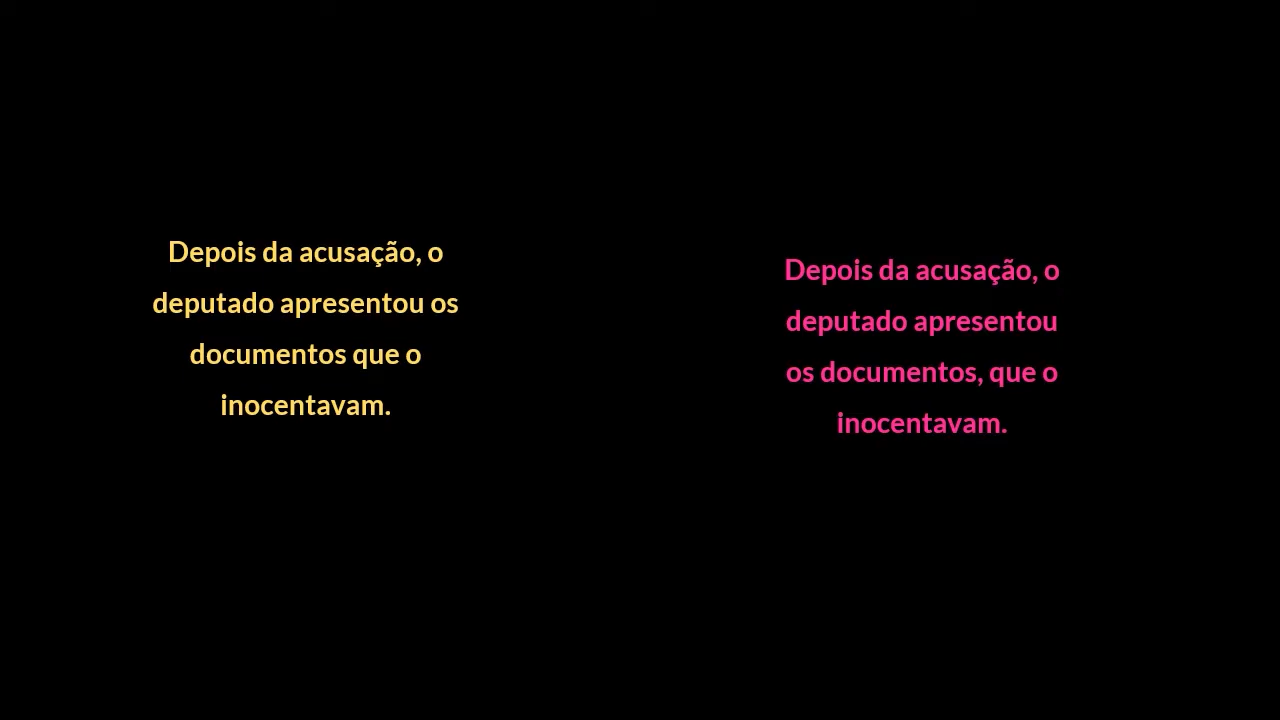 Depois da acusação, o
deputado apresentou os
documentos que o
inocentavam.
Depois da acusação, o
deputado apresentou
os documentos, que o
inocentavam.